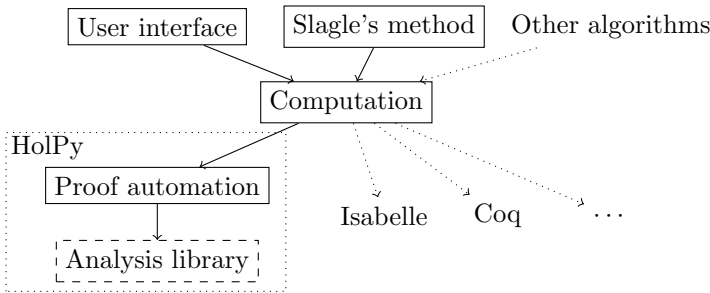 User interface
Slagle's method
Other algorithms
Computation
HolPy
Proof automation
Isabelle
Coq
...
Analysis library